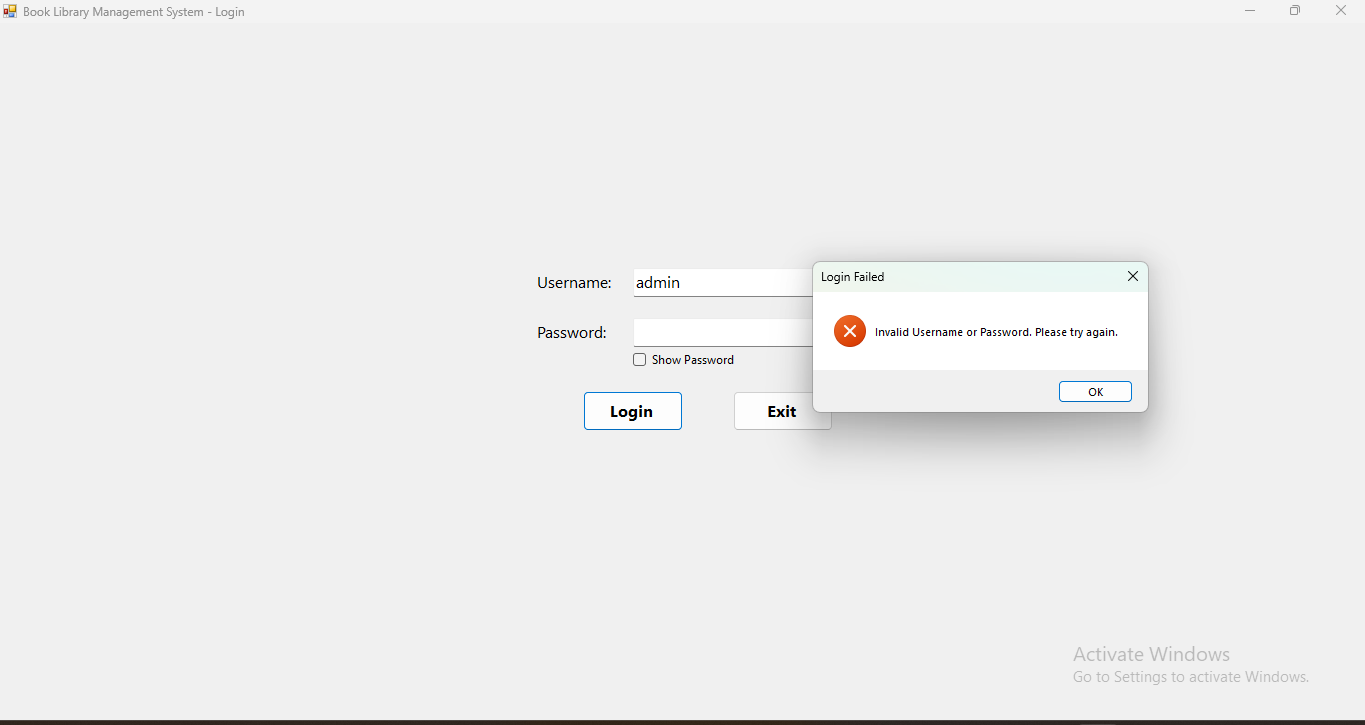 Book Library Management System - Login
Username:
admin
Password:
Show Password
Login
Exit
Login Failed
Invalid Username or Password. Please try again.
OK
Activate Windows
Go to Settings to activate Windows.